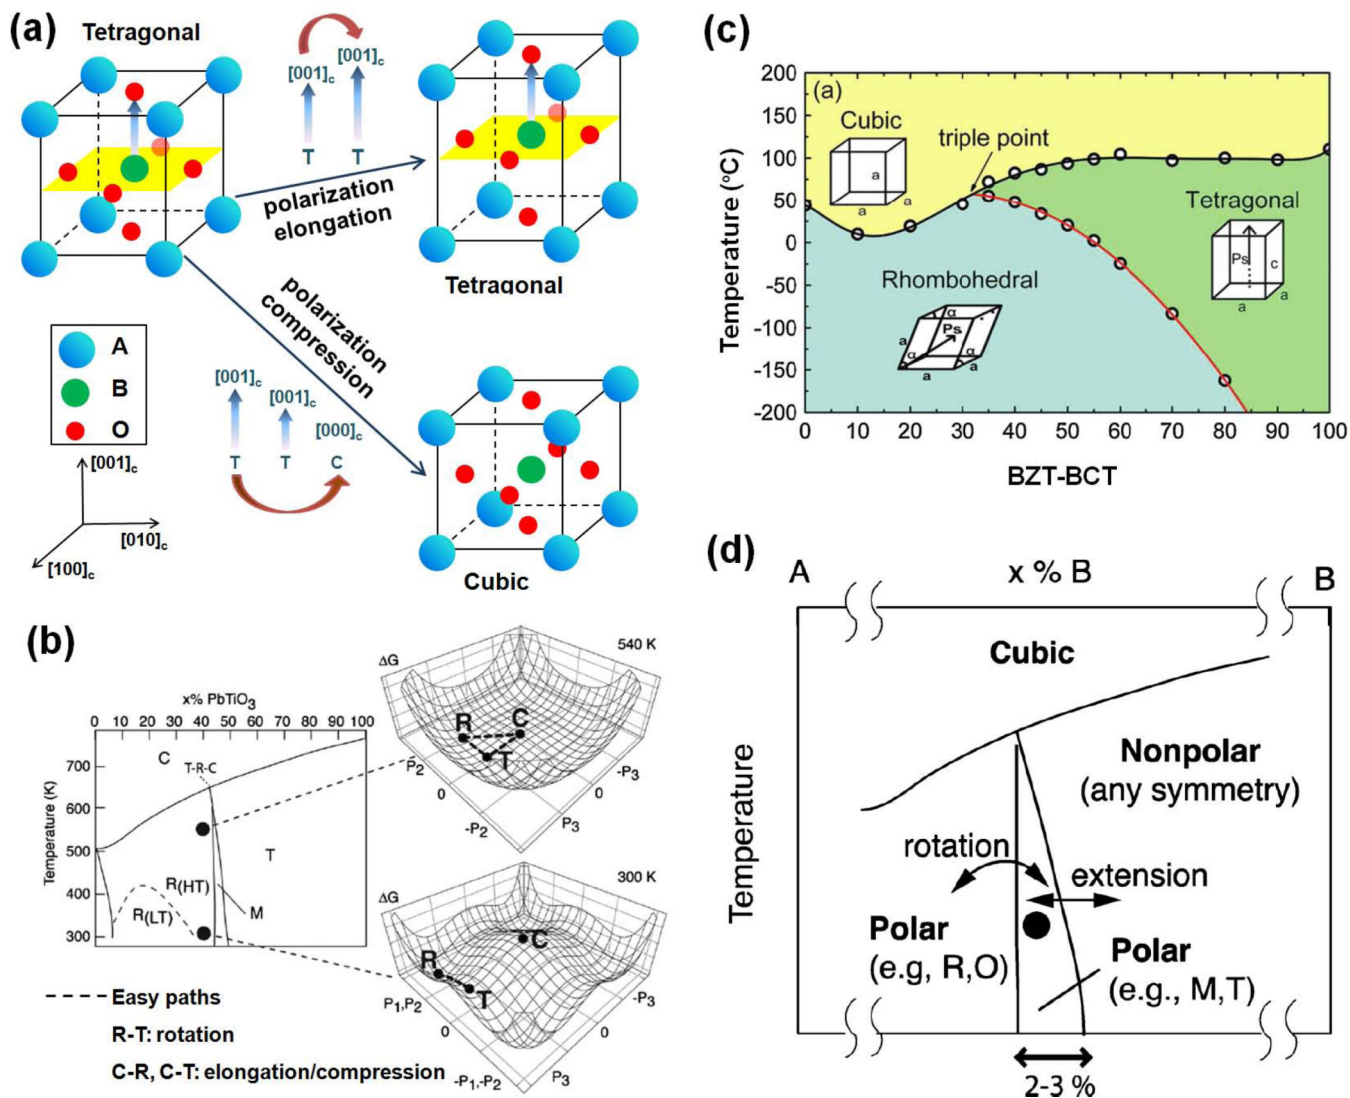 (a)
Tetragonal
[001]c
[001]c
T
T
polarization
elongation
Tetragonal
polarization
compression
A
B
O
[001]c
[010]c
[100]c
[001]c
[001]c
[000]c
T
T
C
Cubic
(b)
x% PbTiO3
0 10 20 30 40 50 60 70 80 90 100
Temperature (K)
700
600
500
400
300
C
T-R-C
T
R(HT)
R(LT)
M
ΔG
540 K
R
C
T
P2
0
-P2
P3
0
-P3
ΔG
300 K
R
C
T
P1,P2
0
-P1,-P2
P3
0
-P3
Easy paths
R-T: rotation
C-R, C-T: elongation/compression
(c)
Temperature (°C)
200
150
100
50
0
-50
-100
-150
-200
(a)
Cubic
a
a
a
triple point
Tetragonal
Ps
c
a
a
Rhombohedral
α
a
Ps
α
α
a
a
0 10 20 30 40 50 60 70 80 90 100
BZT-BCT
(d)
A
x % B
B
Temperature
Cubic
Nonpolar
(any symmetry)
rotation
extension
Polar
(e.g, R,O)
Polar
(e.g., M,T)
2-3 %